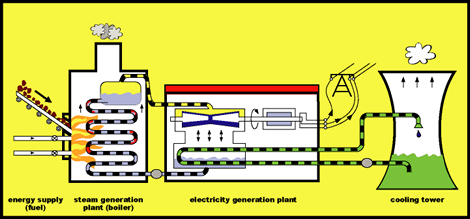 energy supply
(fuel)
steam generation
plant (boiler)
electricity generation plant
cooling tower